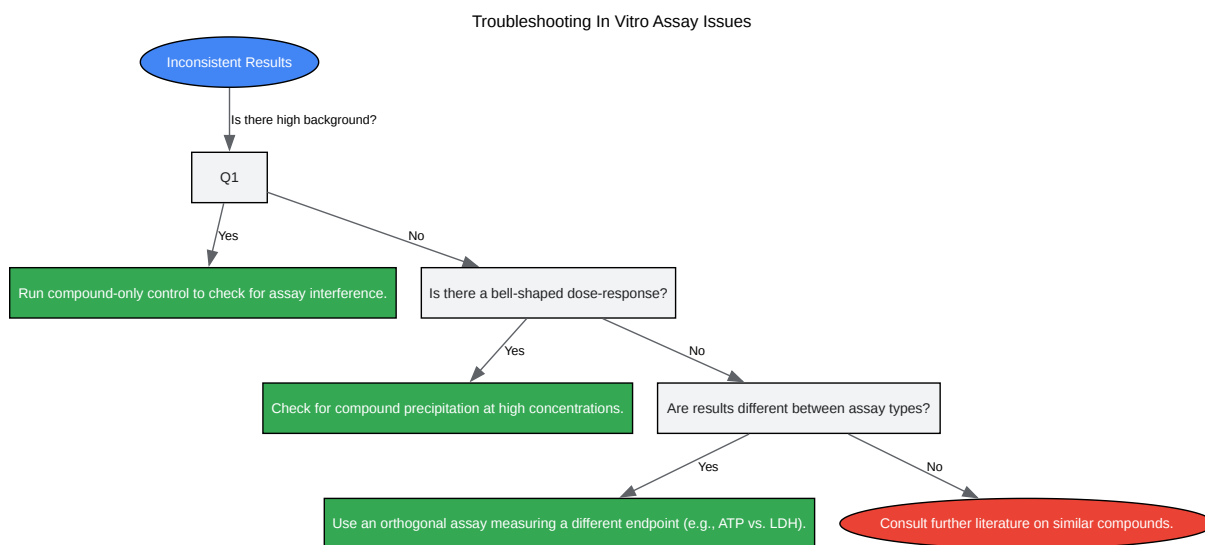 Troubleshooting In Vitro Assay Issues
Inconsistent Results
Is there high background?
Q1
Yes
No
Run compound-only control to check for assay interference.
Is there a bell-shaped dose-response?
Yes
No
Check for compound precipitation at high concentrations.
Are results different between assay types?
Yes
No
Use an orthogonal assay measuring a different endpoint (e.g., ATP vs. LDH).
Consult further literature on similar compounds.